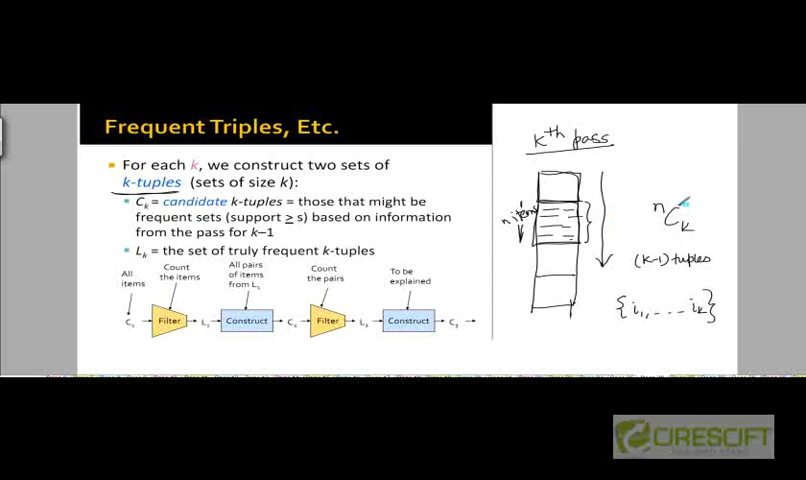 Frequent Triples, Etc.
For each k, we construct two sets of
k-tuples (sets of size k):
Ck = candidate k-tuples = those that might be
frequent sets (support > s) based on information
from the pass for k–1
Lk = the set of truly frequent k-tuples
All
items
Count
the items
All pairs
of items
from L1
Count
the pairs
To be
explained
C1
Filter
L1
Construct
C2
Filter
L2
Construct
C3
kth pass
n items
nCk
(k-1) tuples
{i1, ... ik}
CIRESCIFT